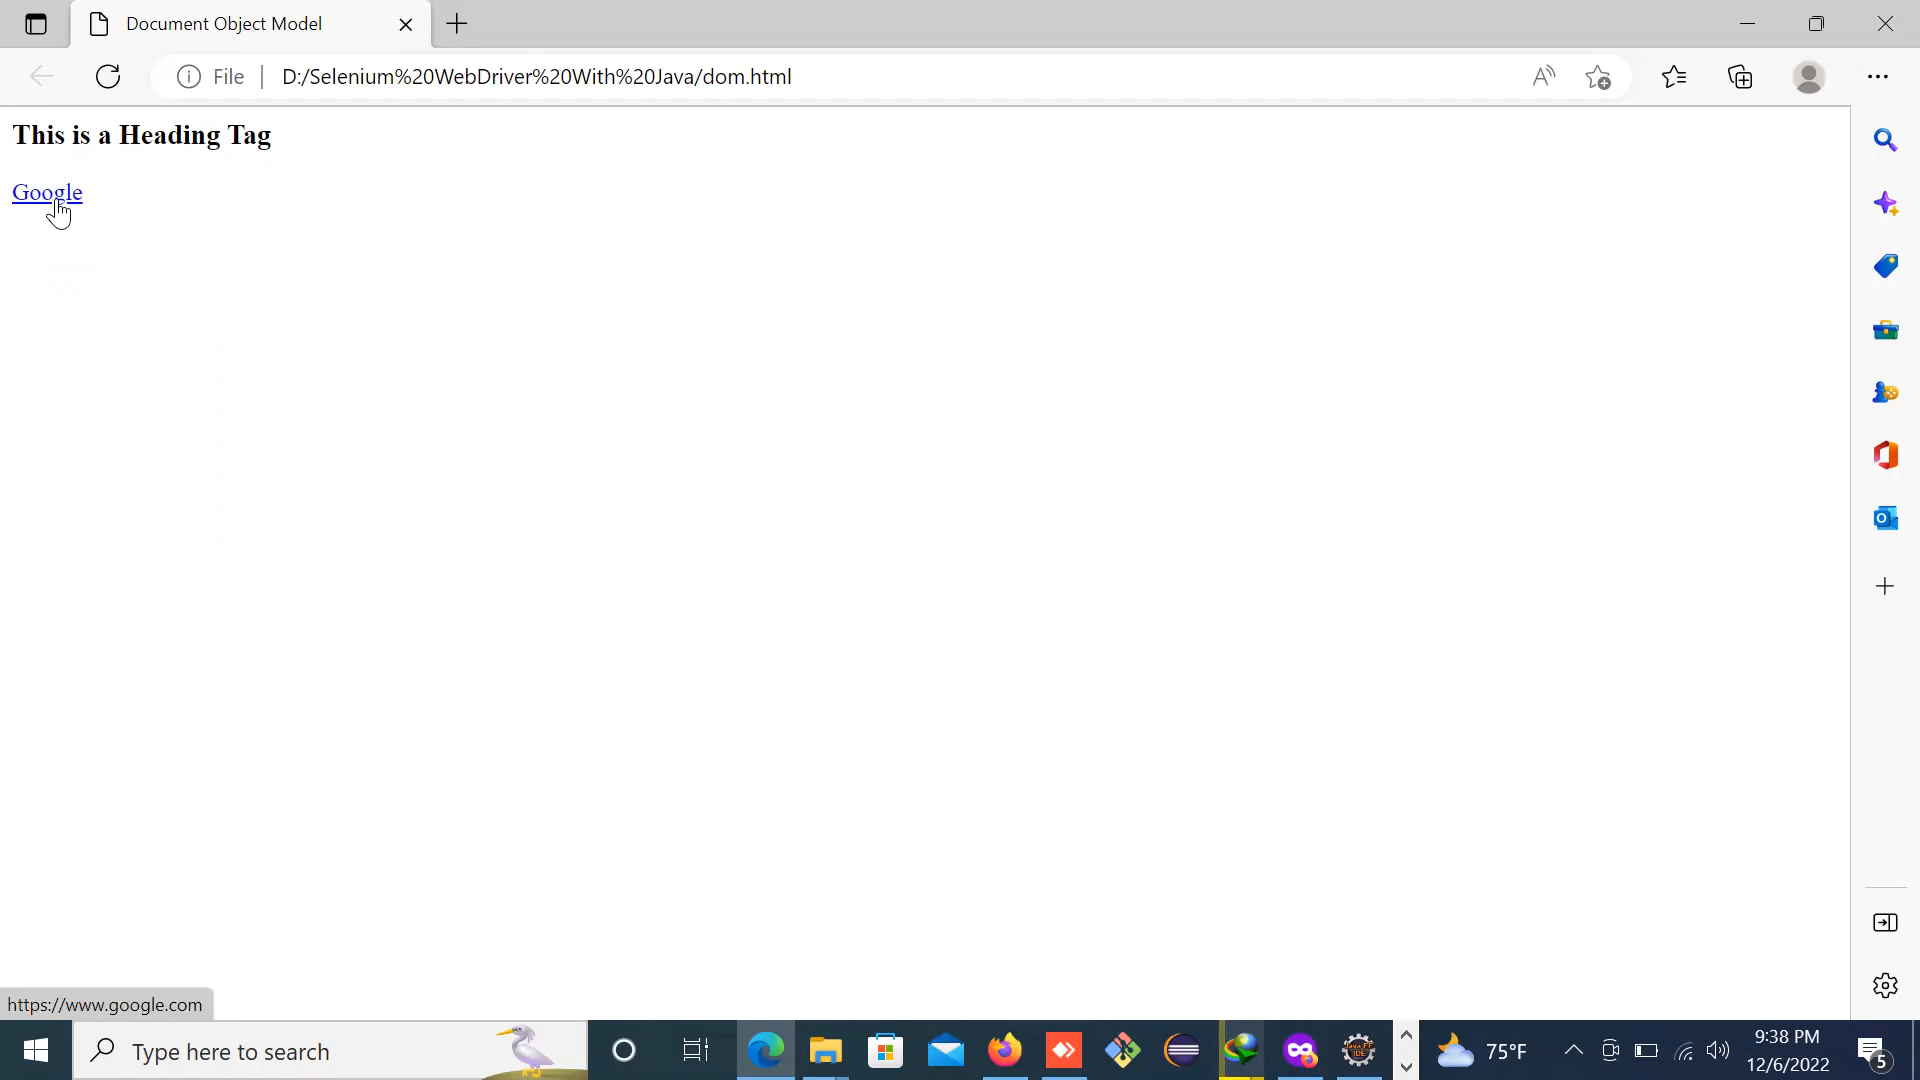 Document Object Model
File
D:/Selenium%20WebDriver%20With%20Java/dom.html
This is a Heading Tag
Google
https://www.google.com
Type here to search
75°F
9:38 PM
12/6/2022
5